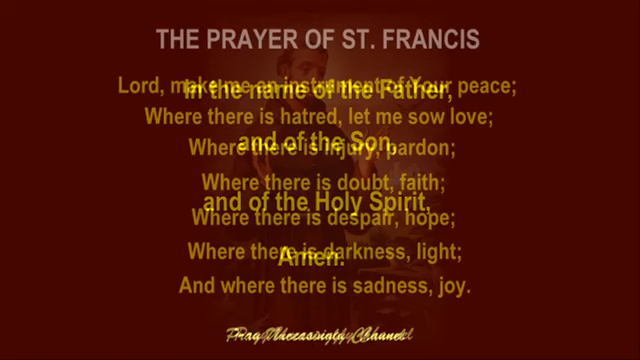 THE PRAYER OF ST. FRANCIS
Lord, make me an instrument of Your peace;
In the name of the Father,
Where there is hatred, let me sow love;
and of the Son,
Where there is injury, pardon;
Where there is doubt, faith;
and of the Holy Spirit,
Where there is despair, hope;
Where there is darkness, light;
Amen.
And where there is sadness, joy.
Pray Unceasingly Channel